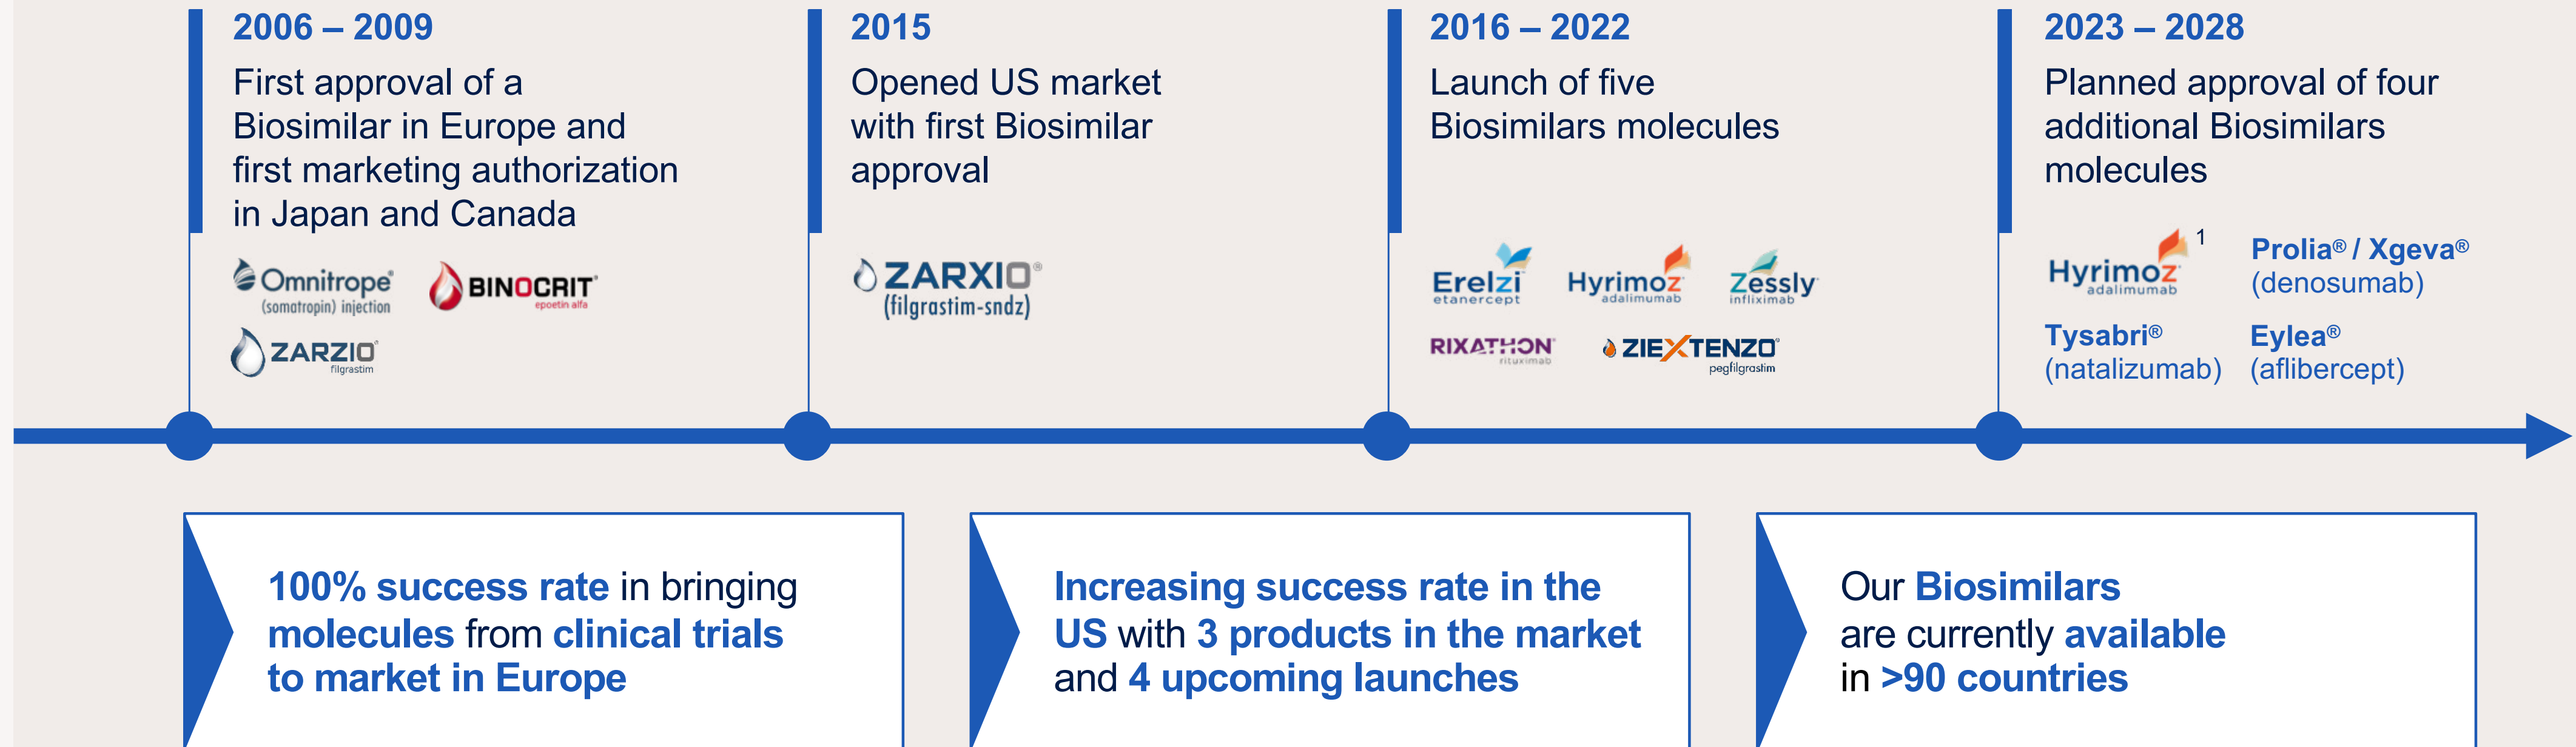 2006 – 2009
First approval of a
Biosimilar in Europe and
first marketing authorization
in Japan and Canada
Omnitrope®
(somatropin) injection
BINOCRIT®
epoetin alfa
ZARZIO®
filgrastim
2015
Opened US market
with first Biosimilar
approval
ZARXIO®
(filgrastim-sndz)
2016 – 2022
Launch of five
Biosimilars molecules
Erelzi
etanercept
Hyrimoz
adalimumab
Zessly
infliximab
RIXATHON®
rituximab
ZIEXTENZO®
pegfilgrastim
2023 – 2028
Planned approval of four
additional Biosimilars
molecules
Hyrimoz 1
adalimumab
Prolia® / Xgeva®
(denosumab)
Tysabri®
(natalizumab)
Eylea®
(aflibercept)
100% success rate in bringing
molecules from clinical trials
to market in Europe
Increasing success rate in the
US with 3 products in the market
and 4 upcoming launches
Our Biosimilars
are currently available
in >90 countries